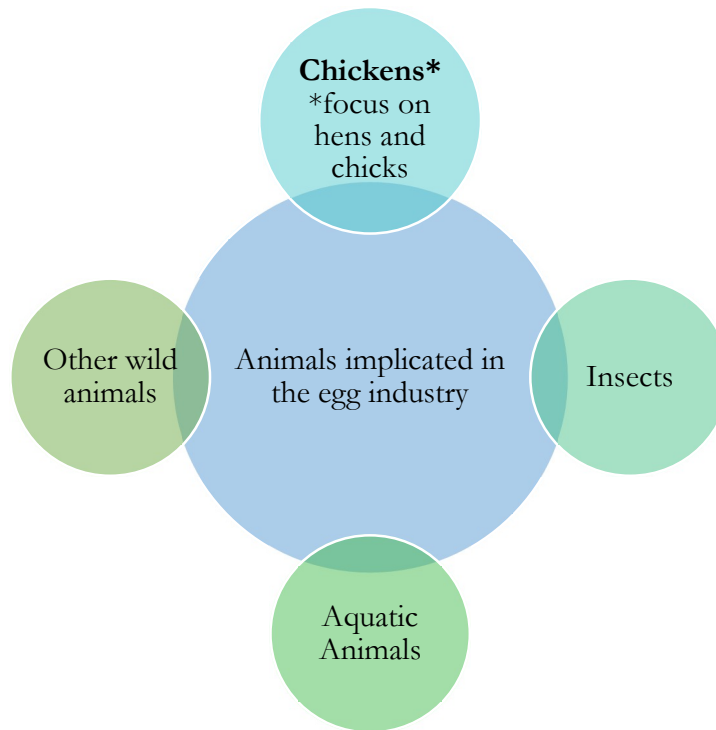 Chickens*
*focus on
hens and
chicks
Other wild
animals
Animals implicated in
the egg industry
Insects
Aquatic
Animals